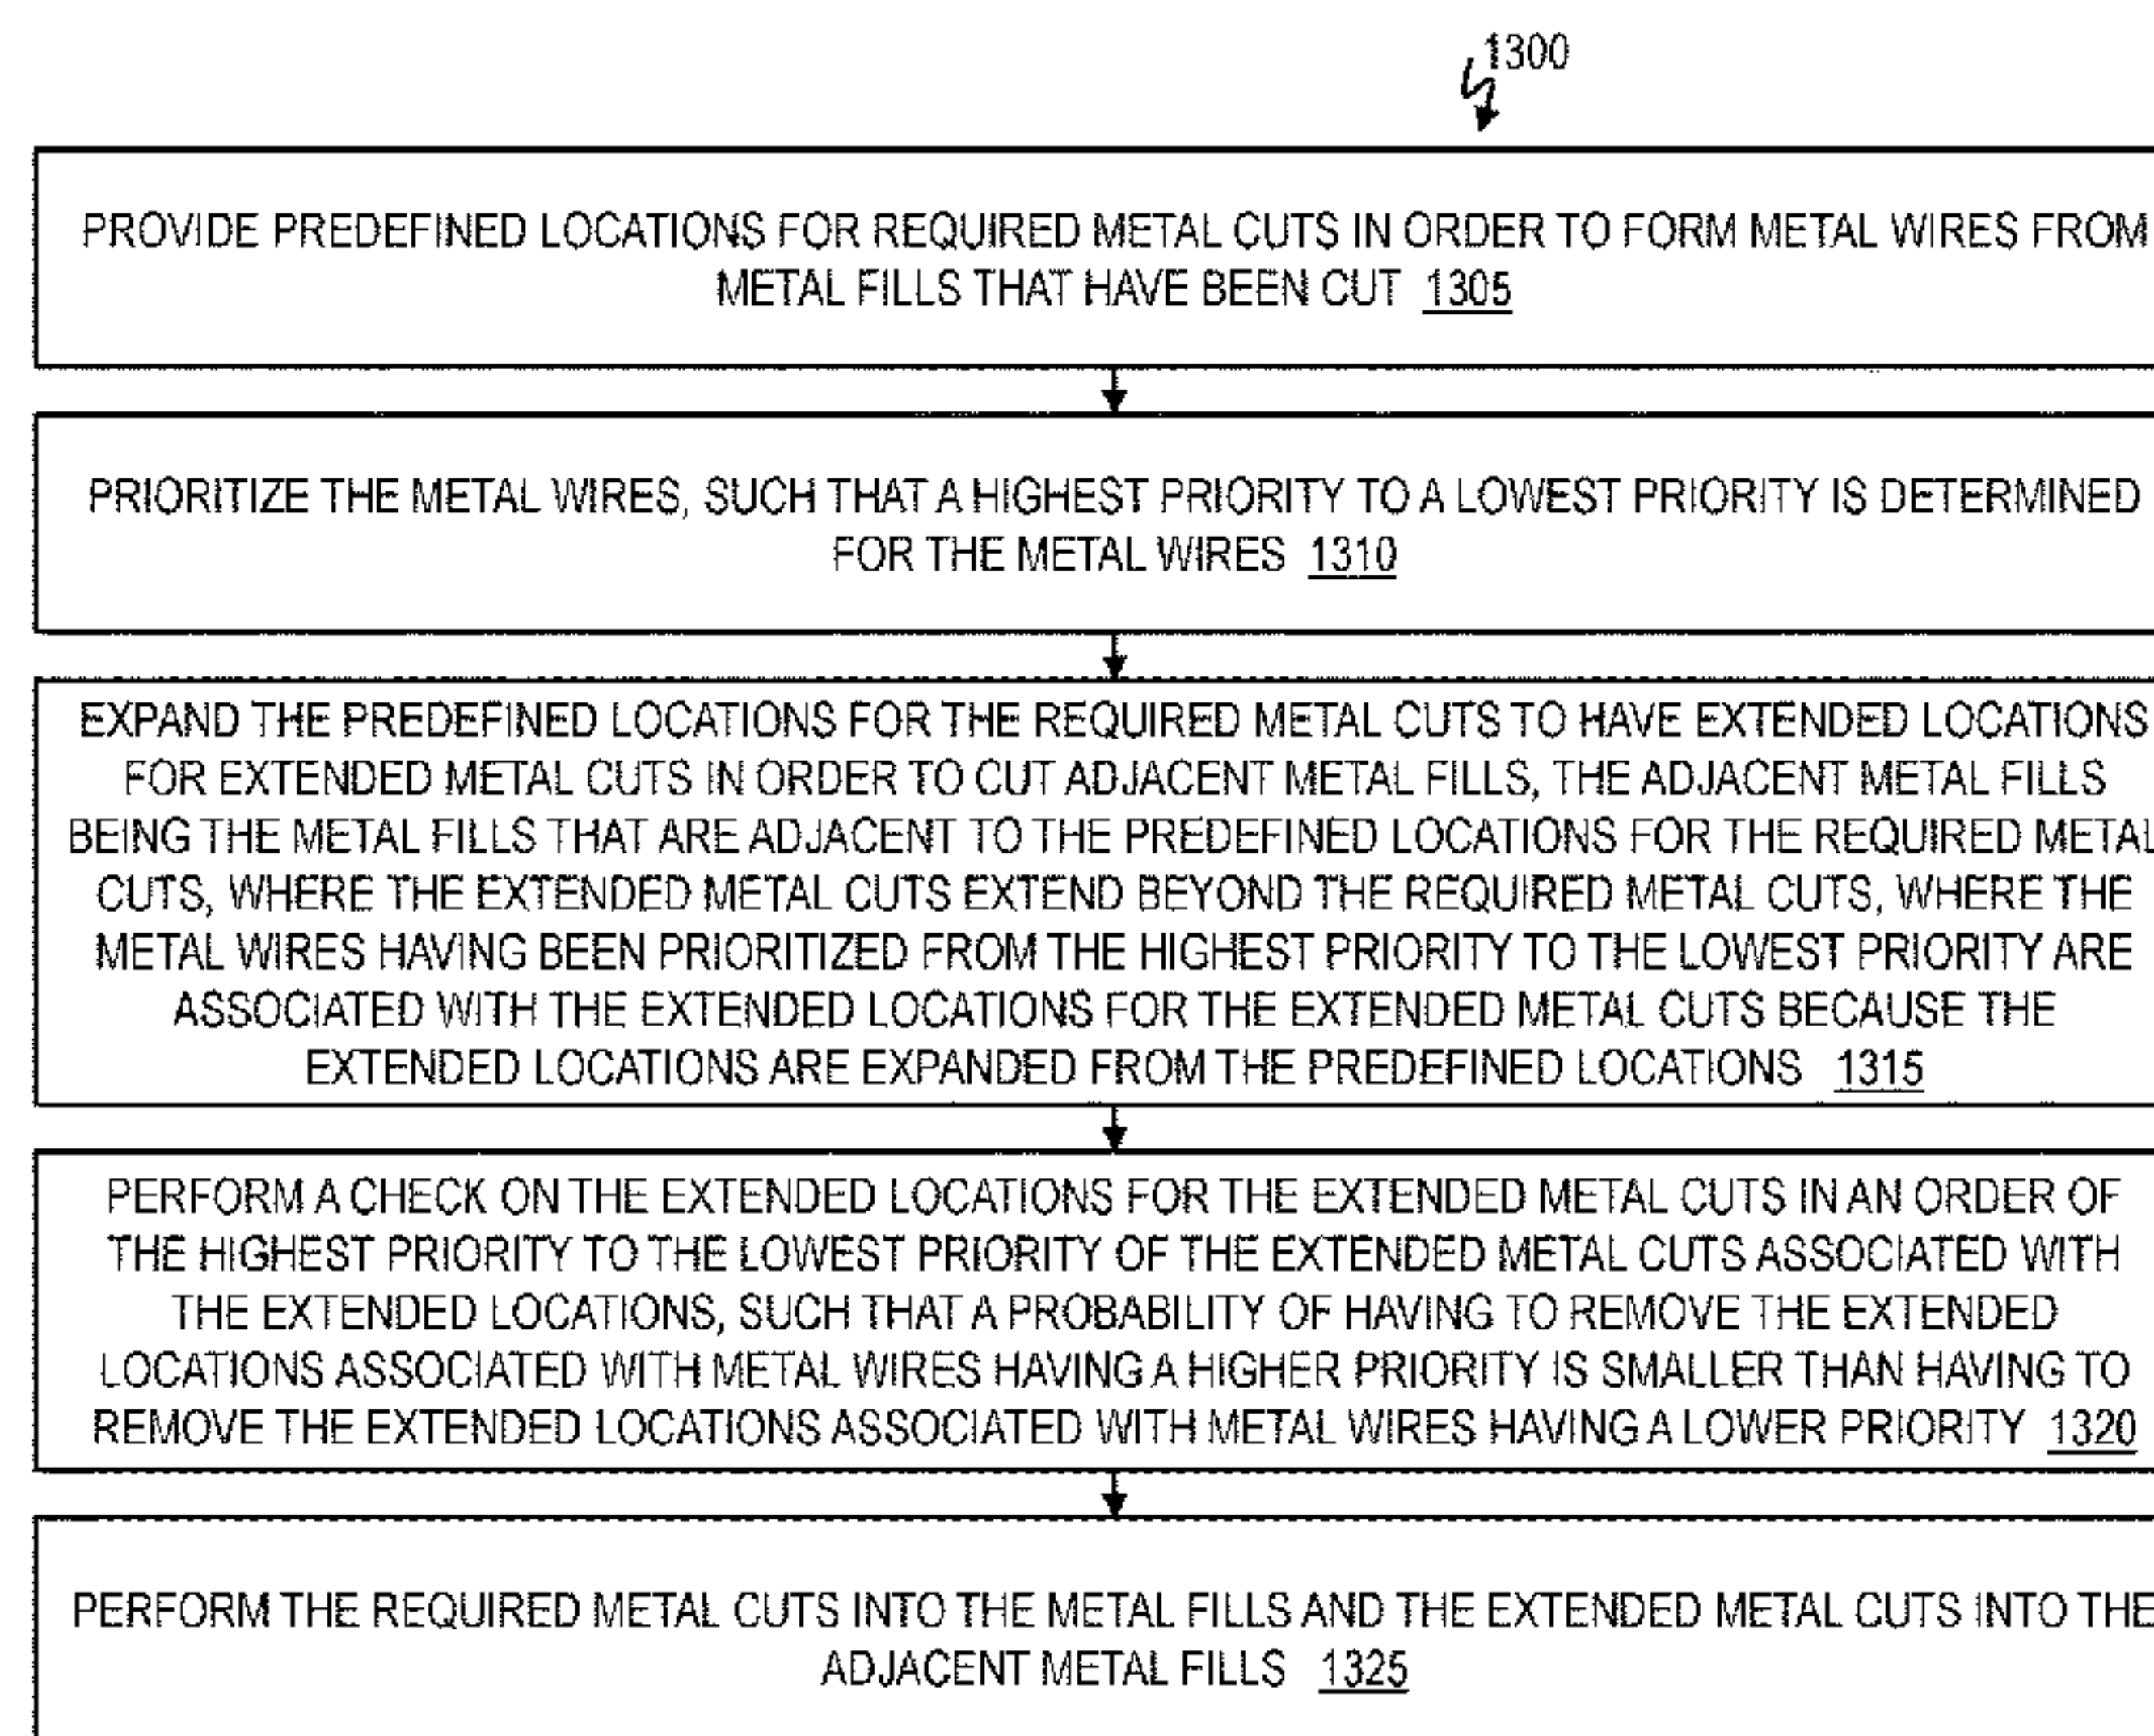 1300
PROVIDE PREDEFINED LOCATIONS FOR REQUIRED METAL CUTS IN ORDER TO FORM METAL WIRES FROM
METAL FILLS THAT HAVE BEEN CUT 1305
PRIORITIZE THE METAL WIRES, SUCH THAT A HIGHEST PRIORITY TO A LOWEST PRIORITY IS DETERMINED
FOR THE METAL WIRES 1310
EXPAND THE PREDEFINED LOCATIONS FOR THE REQUIRED METAL CUTS TO HAVE EXTENDED LOCATIONS
FOR EXTENDED METAL CUTS IN ORDER TO CUT ADJACENT METAL FILLS, THE ADJACENT METAL FILLS
BEING THE METAL FILLS THAT ARE ADJACENT TO THE PREDEFINED LOCATIONS FOR THE REQUIRED METAL
CUTS, WHERE THE EXTENDED METAL CUTS EXTEND BEYOND THE REQUIRED METAL CUTS, WHERE THE
METAL WIRES HAVING BEEN PRIORITIZED FROM THE HIGHEST PRIORITY TO THE LOWEST PRIORITY ARE
ASSOCIATED WITH THE EXTENDED LOCATIONS FOR THE EXTENDED METAL CUTS BECAUSE THE
EXTENDED LOCATIONS ARE EXPANDED FROM THE PREDEFINED LOCATIONS 1315
PERFORM A CHECK ON THE EXTENDED LOCATIONS FOR THE EXTENDED METAL CUTS IN AN ORDER OF
THE HIGHEST PRIORITY TO THE LOWEST PRIORITY OF THE EXTENDED METAL CUTS ASSOCIATED WITH
THE EXTENDED LOCATIONS, SUCH THAT A PROBABILITY OF HAVING TO REMOVE THE EXTENDED
LOCATIONS ASSOCIATED WITH METAL WIRES HAVING A HIGHER PRIORITY IS SMALLER THAN HAVING TO
REMOVE THE EXTENDED LOCATIONS ASSOCIATED WITH METAL WIRES HAVING A LOWER PRIORITY 1320
PERFORM THE REQUIRED METAL CUTS INTO THE METAL FILLS AND THE EXTENDED METAL CUTS INTO THE
ADJACENT METAL FILLS 1325